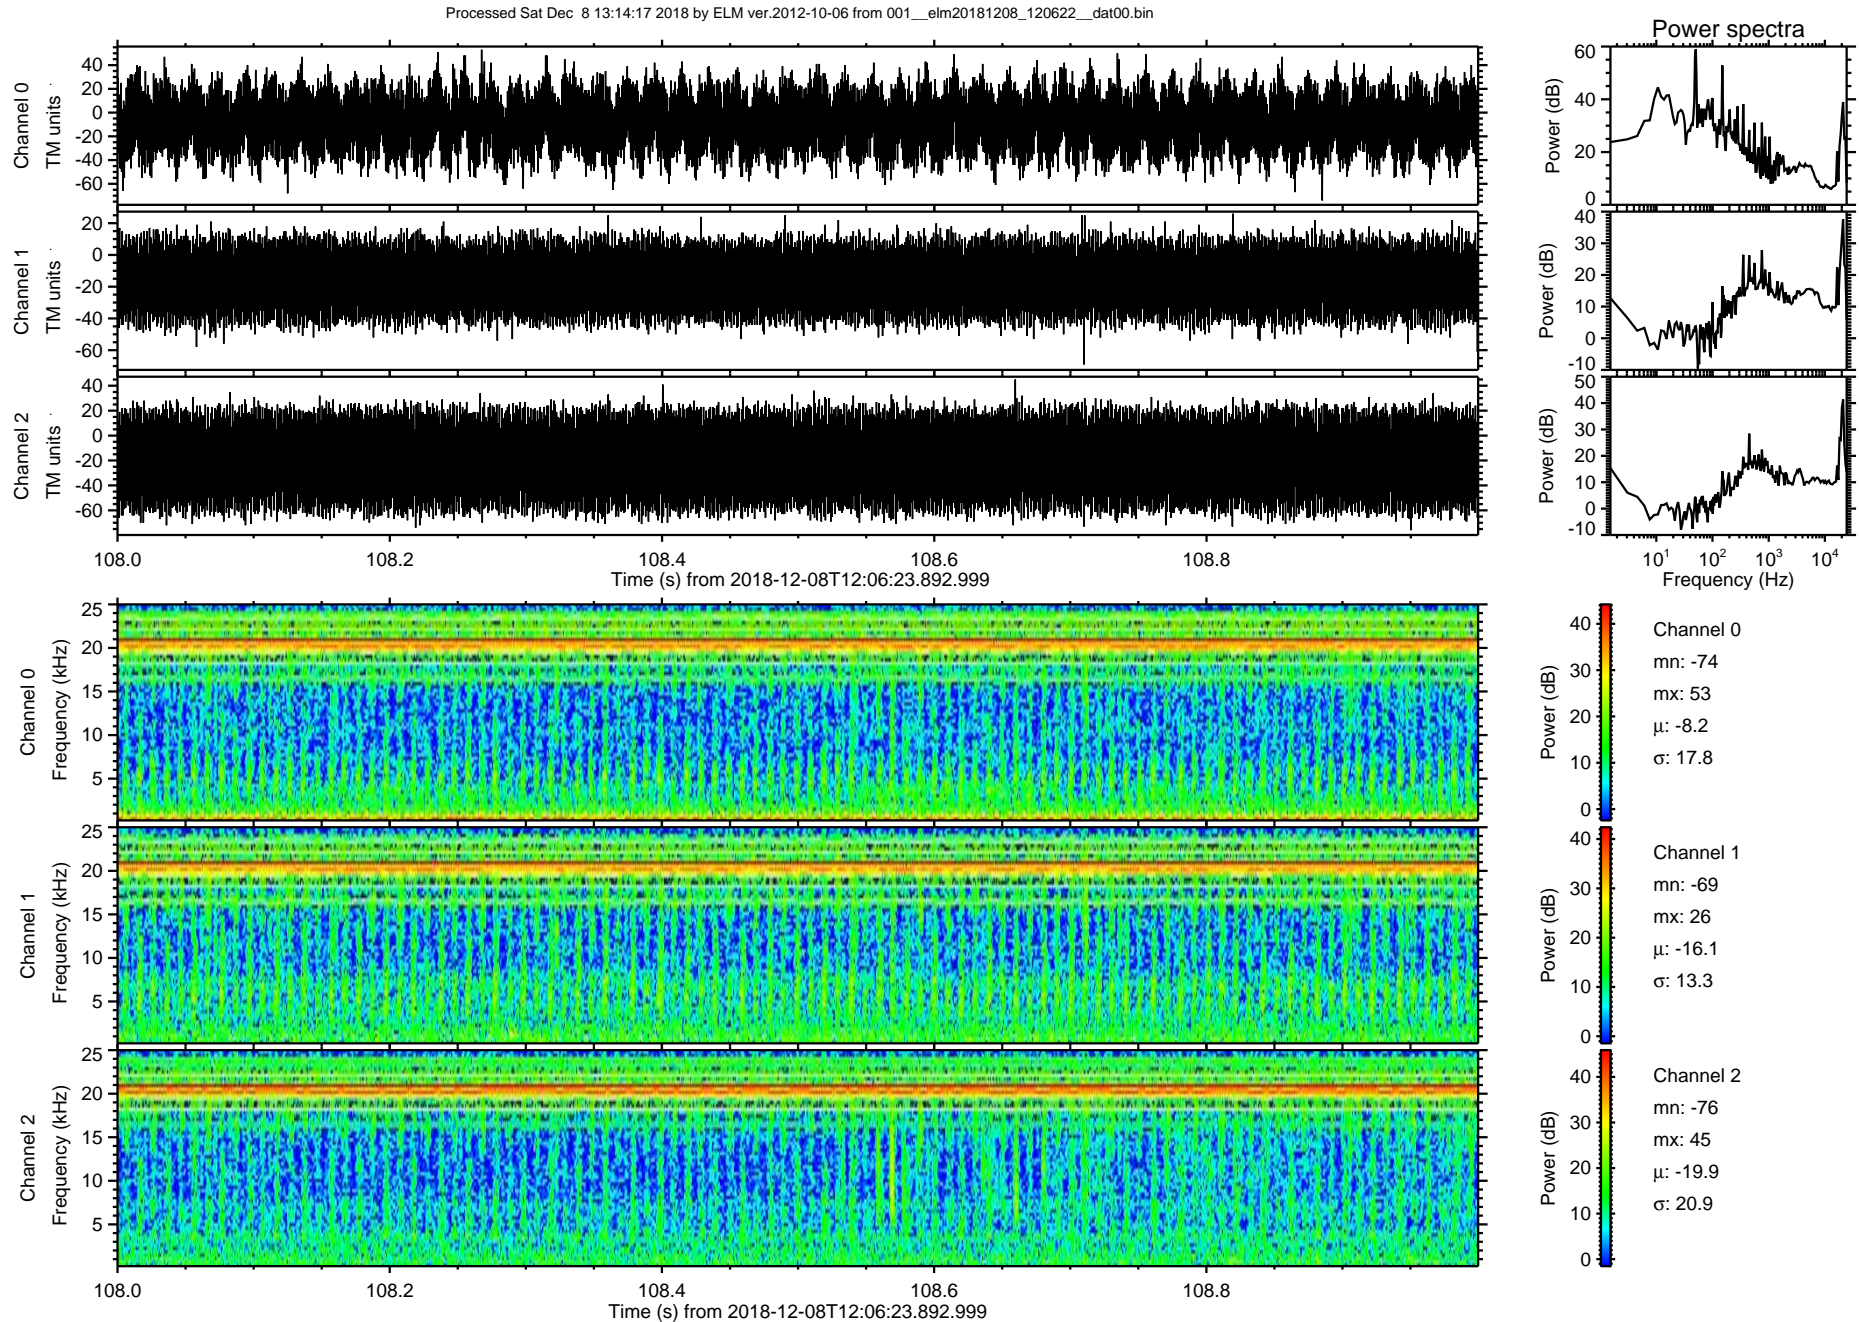 Processed Sat Dec  8 13:14:17 2018 by ELM ver.2012-10-06 from 001__elm20181208_120622__dat00.bin
Power spectra
Channel 0
TM units
40
20
0
-20
-40
-60
Power (dB)
60
40
20
0
Channel 1
TM units
20
0
-20
-40
-60
Power (dB)
40
30
20
10
0
-10
Channel 2
TM units
40
20
0
-20
-40
-60
Power (dB)
50
40
30
20
10
0
-10
108.0 108.2 108.4 108.6 108.8
Time (s) from 2018-12-08T12:06:23.892.999
10^1 10^2 10^3 10^4
Frequency (Hz)
Channel 0
Frequency (kHz)
25
20
15
10
5
Power (dB)
40
30
20
10
0
Channel 0
mn: -74
mx: 53
μ: -8.2
σ: 17.8
Channel 1
Frequency (kHz)
25
20
15
10
5
Power (dB)
40
30
20
10
0
Channel 1
mn: -69
mx: 26
μ: -16.1
σ: 13.3
Channel 2
Frequency (kHz)
25
20
15
10
5
Power (dB)
40
30
20
10
0
Channel 2
mn: -76
mx: 45
μ: -19.9
σ: 20.9
108.0 108.2 108.4 108.6 108.8
Time (s) from 2018-12-08T12:06:23.892.999